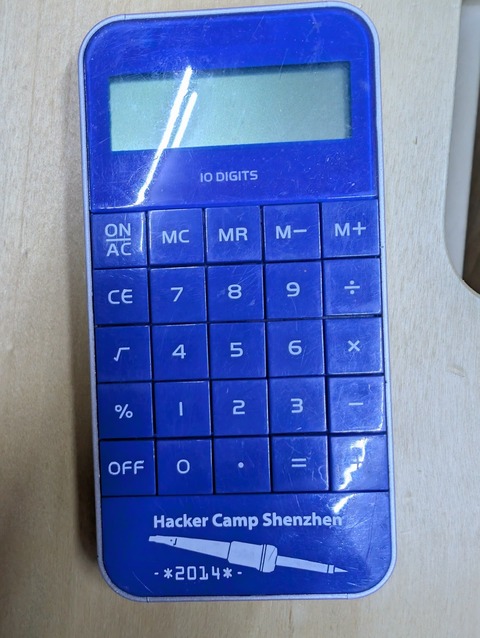 10 DIGITS
ON
AC MC MR M− M+
CE 7 8 9 ÷
√ 4 5 6 ×
% 1 2 3 −
OFF 0 . = +
Hacker Camp Shenzhen
-*2014*-